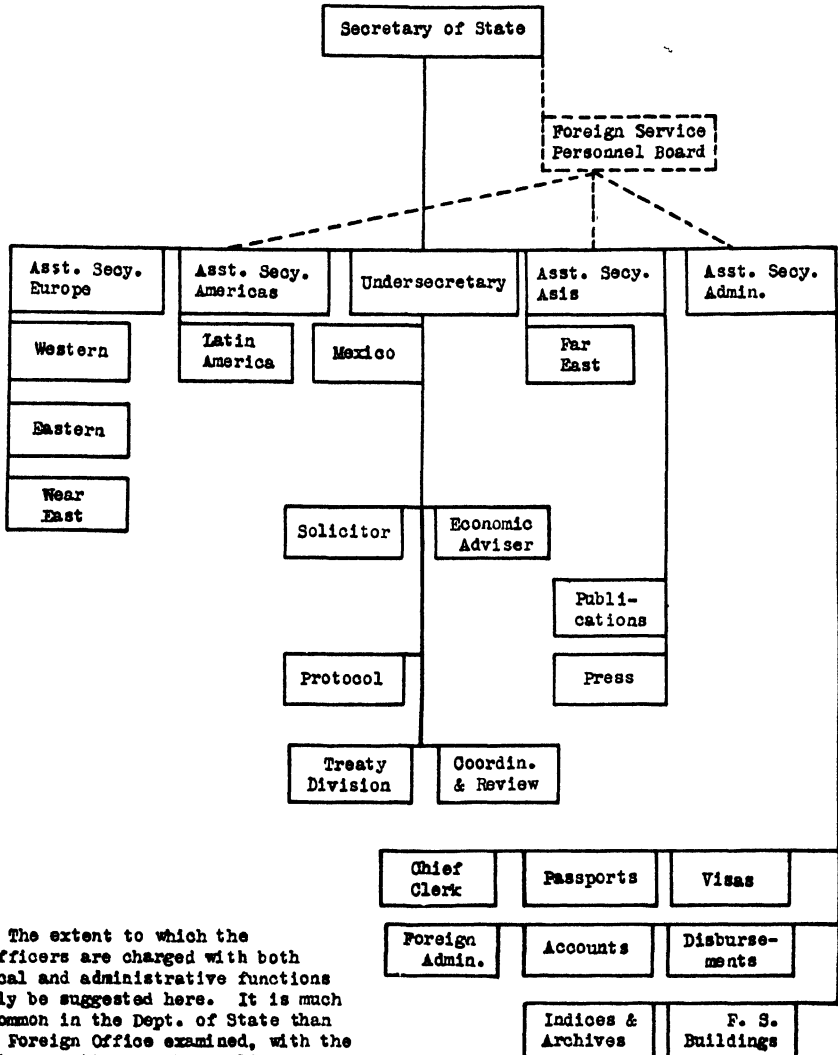 Secretary of State
Foreign Service
Personnel Board
Asst. Secy.
Europe
Asst. Secy.
Americas
Undersecretary
Asst. Secy.
Asis
Asst. Secy.
Admin.
Western
Latin
America
Mexico
Far
East
Eastern
Wear
East
Solicitor
Economic
Adviser
Publi-
cations
Protocol
Press
Treaty
Division
Coordin.
& Review
Chief
Clerk
Passports
Visas
Foreign
Admin.
Accounts
Disburse-
ments
Indices &
Archives
F. S.
Buildings
The extent to which the
fficers are charged with both
cal and administrative functions
ly be suggested here. It is much
ommon in the Dept. of State than
Foreign Office examined, with the